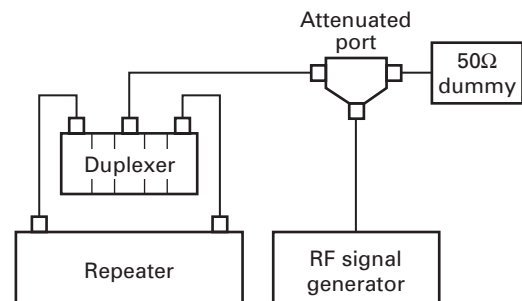 Attenuated
port
50Ω
dummy
Duplexer
Repeater
RF signal
generator